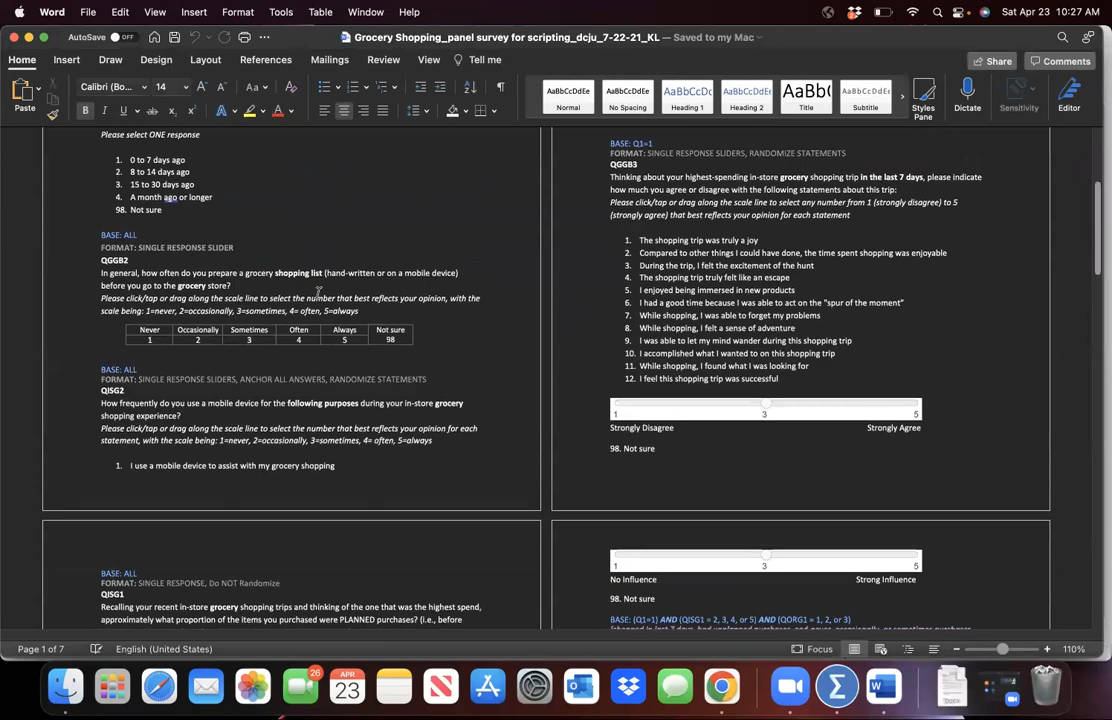 Word File Edit View Insert Format Tools Table Window Help Sat Apr 23 10:27 AM
AutoSave OFF Grocery Shopping_panel survey for scripting_dcju_7-22-21_KL — Saved to my Mac
Home Insert Draw Design Layout References Mailings Review View Tell me Share Comments
Paste Calibri (Bo... 14 Normal No Spacing Heading 1 Heading 2 Title Subtitle Styles Pane Dictate Sensitivity Editor
Please select ONE response
1. 0 to 7 days ago
2. 8 to 14 days ago
3. 15 to 30 days ago
4. A month ago or longer
98. Not sure
BASE: ALL
FORMAT: SINGLE RESPONSE SLIDER
QGGB2
In general, how often do you prepare a grocery shopping list (hand-written or on a mobile device)
before you go to the grocery store?
Please click/tap or drag along the scale line to select the number that best reflects your opinion, with the
scale being: 1=never, 2=occasionally, 3=sometimes, 4= often, 5=always
Never Occasionally Sometimes Often Always Not sure
1 2 3 4 5 98
BASE: ALL
FORMAT: SINGLE RESPONSE SLIDERS, ANCHOR ALL ANSWERS, RANDOMIZE STATEMENTS
QISG2
How frequently do you use a mobile device for the following purposes during your in-store grocery
shopping experience?
Please click/tap or drag along the scale line to select the number that best reflects your opinion for each
statement, with the scale being: 1=never, 2=occasionally, 3=sometimes, 4= often, 5=always
1. I use a mobile device to assist with my grocery shopping
BASE: Q1=1
FORMAT: SINGLE RESPONSE SLIDERS, RANDOMIZE STATEMENTS
QGGB3
Thinking about your highest-spending in-store grocery shopping trip in the last 7 days, please indicate
how much you agree or disagree with the following statements about this trip:
Please click/tap or drag along the scale line to select any number from 1 (strongly disagree) to 5
(strongly agree) that best reflects your opinion for each statement
1. The shopping trip was truly a joy
2. Compared to other things I could have done, the time spent shopping was enjoyable
3. During the trip, I felt the excitement of the hunt
4. The shopping trip truly felt like an escape
5. I enjoyed being immersed in new products
6. I had a good time because I was able to act on the "spur of the moment"
7. While shopping, I was able to forget my problems
8. While shopping, I felt a sense of adventure
9. I was able to let my mind wander during this shopping trip
10. I accomplished what I wanted to on this shopping trip
11. While shopping, I found what I was looking for
12. I feel this shopping trip was successful
1 3 5
Strongly Disagree Strongly Agree
98. Not sure
BASE: ALL
FORMAT: SINGLE RESPONSE, Do NOT Randomize
QISG1
Recalling your recent in-store grocery shopping trips and thinking of the one that was the highest spend,
approximately what proportion of the items you purchased were PLANNED purchases? (i.e., before
1 3 5
No Influence Strong Influence
98. Not sure
BASE: (Q1=1) AND (QISG1 = 2, 3, 4, or 5) AND (QORG1 = 1, 2, or 3)
Page 1 of 7 English (United States) Focus 110%
26 APR 23